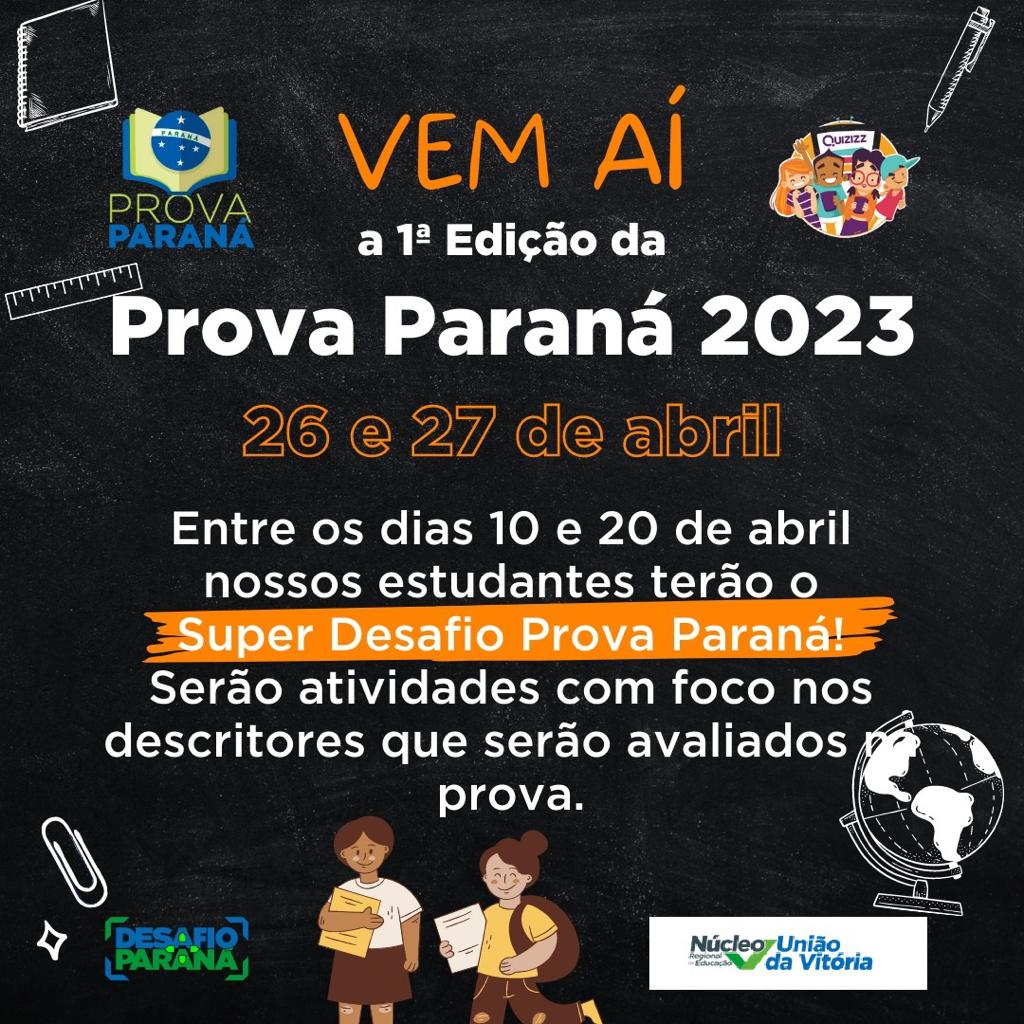 VEM AÍ
QUIZIZZ
PARANÁ
PROVA
PARANÁ
a 1ª Edição da
Prova Paraná 2023
26 e 27 de abril
Entre os dias 10 e 20 de abril
nossos estudantes terão o
Super Desafio Prova Paraná!
Serão atividades com foco nos
descritores que serão avaliados na
prova.
DESAFIO
PARANÁ
Núcleo União
Regional de Educação da Vitória